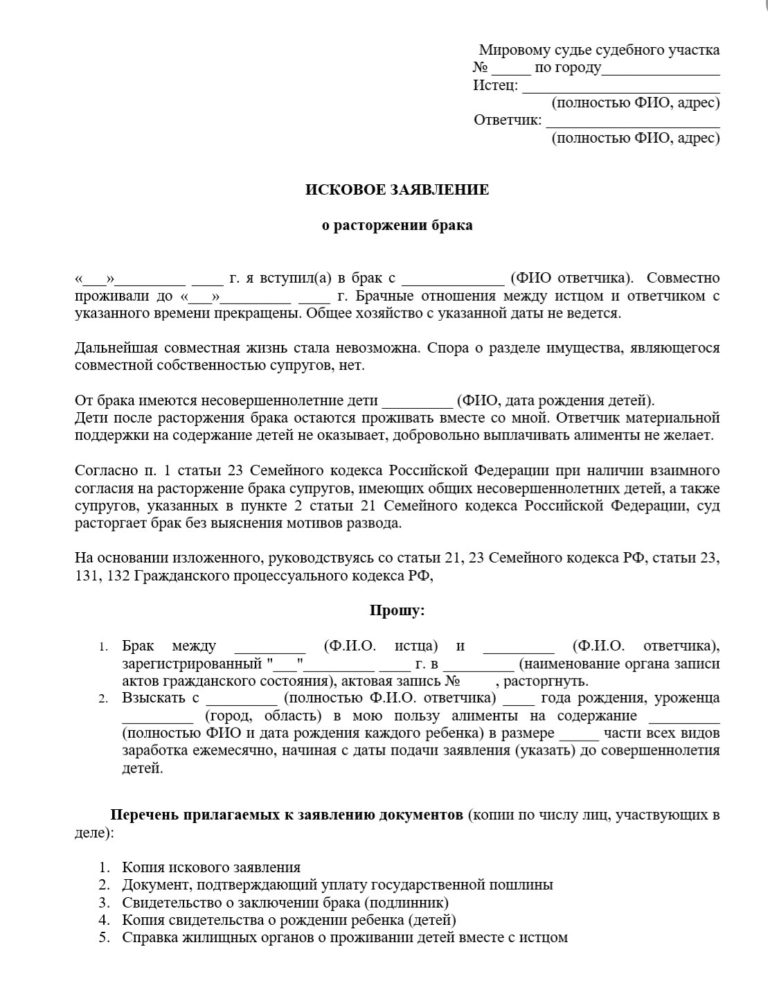 Мировому судье судебного участка
№ _____ по городу_______________
Истец: _________________________
(полностью ФИО, адрес)
Ответчик: ______________________
(полностью ФИО, адрес)
ИСКОВОЕ ЗАЯВЛЕНИЕ
о расторжении брака
«___»_________ ____ г. я вступил(а) в брак с _____________ (ФИО ответчика). Совместно
проживали до «___»_________ ____ г. Брачные отношения между истцом и ответчиком с
указанного времени прекращены. Общее хозяйство с указанной даты не ведется.
Дальнейшая совместная жизнь стала невозможна. Спора о разделе имущества, являющегося
совместной собственностью супругов, нет.
От брака имеются несовершеннолетние дети _________ (ФИО, дата рождения детей).
Дети после расторжения брака остаются проживать вместе со мной. Ответчик материальной
поддержки на содержание детей не оказывает, добровольно выплачивать алименты не желает.
Согласно п. 1 статьи 23 Семейного кодекса Российской Федерации при наличии взаимного
согласия на расторжение брака супругов, имеющих общих несовершеннолетних детей, а также
супругов, указанных в пункте 2 статьи 21 Семейного кодекса Российской Федерации, суд
расторгает брак без выяснения мотивов развода.
На основании изложенного, руководствуясь со статьи 21, 23 Семейного кодекса РФ, статьи 23,
131, 132 Гражданского процессуального кодекса РФ,
Прошу:
1. Брак между _________ (Ф.И.О. истца) и _________ (Ф.И.О. ответчика),
зарегистрированный "___"_________ ____ г. в _________ (наименование органа записи
актов гражданского состояния), актовая запись № , расторгнуть.
2. Взыскать с _________ (полностью Ф.И.О. ответчика) ____ года рождения, уроженца
_________ (город, область) в мою пользу алименты на содержание _________
(полностью ФИО и дата рождения каждого ребенка) в размере _____ части всех видов
заработка ежемесячно, начиная с даты подачи заявления (указать) до совершеннолетия
детей.
Перечень прилагаемых к заявлению документов (копии по числу лиц, участвующих в
деле):
1. Копия искового заявления
2. Документ, подтверждающий уплату государственной пошлины
3. Свидетельство о заключении брака (подлинник)
4. Копия свидетельства о рождении ребенка (детей)
5. Справка жилищных органов о проживании детей вместе с истцом